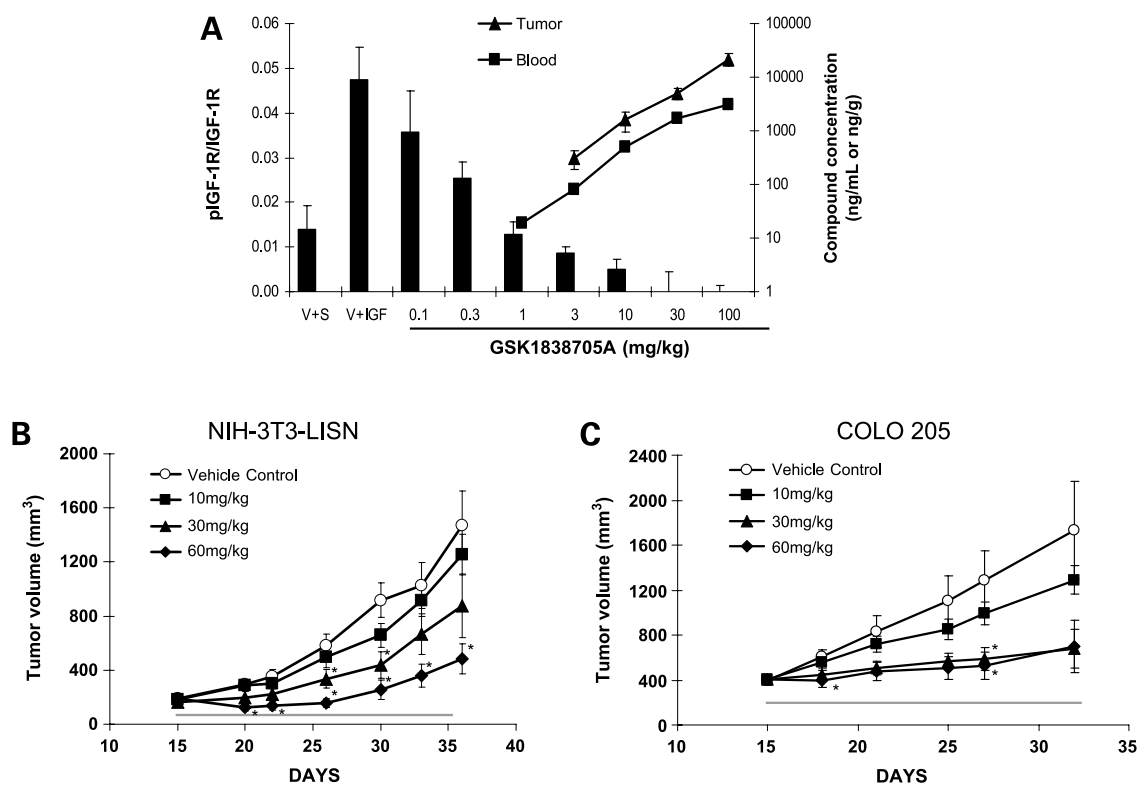 A
Tumor
Blood
pIGF-1R/IGF-1R
0.06
0.05
0.04
0.03
0.02
0.01
0.00
100000
10000
1000
100
10
1
Compound concentration
(ng/mL or ng/g)
V+S V+IGF 0.1 0.3 1 3 10 30 100
GSK1838705A (mg/kg)
B
NIH-3T3-LISN
Tumor volume (mm³)
2000
1600
1200
800
400
0
Vehicle Control
10mg/kg
30mg/kg
60mg/kg
* * * * * * * *
10 15 20 25 30 35 40
DAYS
C
COLO 205
Tumor volume (mm³)
2400
2000
1600
1200
800
400
0
Vehicle Control
10mg/kg
30mg/kg
60mg/kg
* * *
10 15 20 25 30 35
DAYS